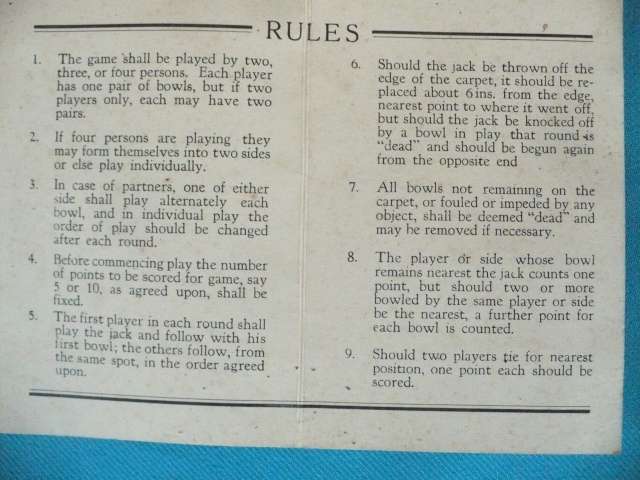 RULES
1. The game shall be played by two,
three, or four persons. Each player
has one pair of bowls, but if two
players only, each may have two
pairs.
2. If four persons are playing they
may form themselves into two sides
or else play individually.
3. In case of partners, one of either
side shall play alternately each
bowl, and in individual play the
order of play should be changed
after each round.
4. Before commencing play the number
of points to be scored for game, say
5 or 10, as agreed upon, shall be
fixed.
5. The first player in each round shall
play the jack and follow with his
first bowl; the others follow, from
the same spot, in the order agreed
upon.
6. Should the jack be thrown off the
edge of the carpet, it should be re-
placed about 6 ins. from the edge,
nearest point to where it went off,
but should the jack be knocked off
by a bowl in play that round is
"dead" and should be begun again
from the opposite end
7. All bowls not remaining on the
carpet, or fouled or impeded by any
object, shall be deemed "dead" and
may be removed if necessary.
8. The player or side whose bowl
remains nearest the jack counts one
point, but should two or more
bowled by the same player or side
be the nearest, a further point for
each bowl is counted.
9. Should two players tie for nearest
position, one point each should be
scored.